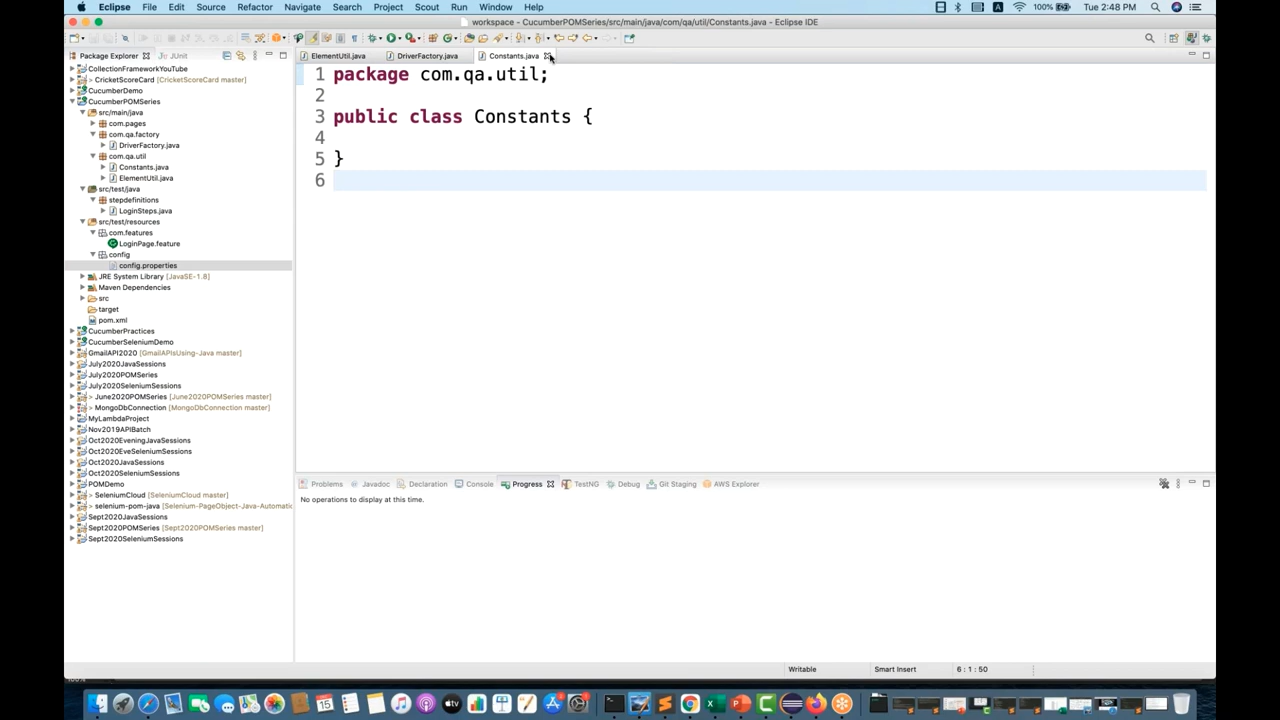 Eclipse File Edit Source Refactor Navigate Search Project Scout Run Window Help 100% Tue 2:48 PM
workspace - CucumberPOMSeries/src/main/java/com/qa/util/Constants.java - Eclipse IDE
Package Explorer JUnit
ElementUtil.java DriverFactory.java Constants.java
CollectionFrameworkYouTube
> CricketScoreCard [CricketScoreCard master]
CucumberDemo
CucumberPOMSeries
src/main/java
com.pages
com.qa.factory
DriverFactory.java
com.qa.util
Constants.java
ElementUtil.java
src/test/java
stepdefinitions
LoginSteps.java
src/test/resources
com.features
LoginPage.feature
config
config.properties
JRE System Library [JavaSE-1.8]
Maven Dependencies
src
target
pom.xml
CucumberPractices
CucumberSeleniumDemo
GmailAPI2020 [GmailAPIsUsing-Java master]
July2020JavaSessions
July2020POMSeries
July2020SeleniumSessions
> June2020POMSeries [June2020POMSeries master]
> MongoDbConnection [MongoDbConnection master]
MyLambdaProject
Nov2019APIBatch
Oct2020EveningJavaSessions
Oct2020EveSeleniumSessions
Oct2020JavaSessions
Oct2020SeleniumSessions
POMDemo
> SeleniumCloud [SeleniumCloud master]
> selenium-pom-java [Selenium-PageObject-Java-Automatic
Sept2020JavaSessions
Sept2020POMSeries [Sept2020POMSeries master]
Sept2020SeleniumSessions
1 package com.qa.util;
2
3 public class Constants {
4
5 }
6
Problems Javadoc Declaration Console Progress TestNG Debug Git Staging AWS Explorer
No operations to display at this time.
Writable Smart Insert 6 : 1 : 50